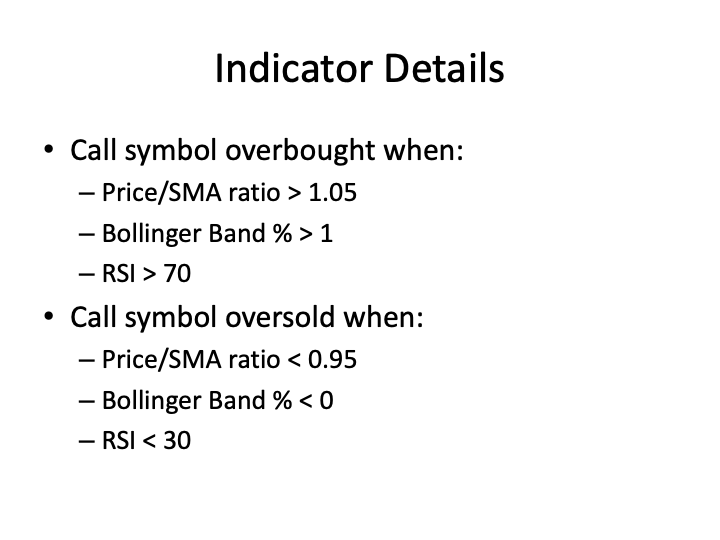 Indicator Details
• Call symbol overbought when:
– Price/SMA ratio > 1.05
– Bollinger Band % > 1
– RSI > 70
• Call symbol oversold when:
– Price/SMA ratio < 0.95
– Bollinger Band % < 0
– RSI < 30